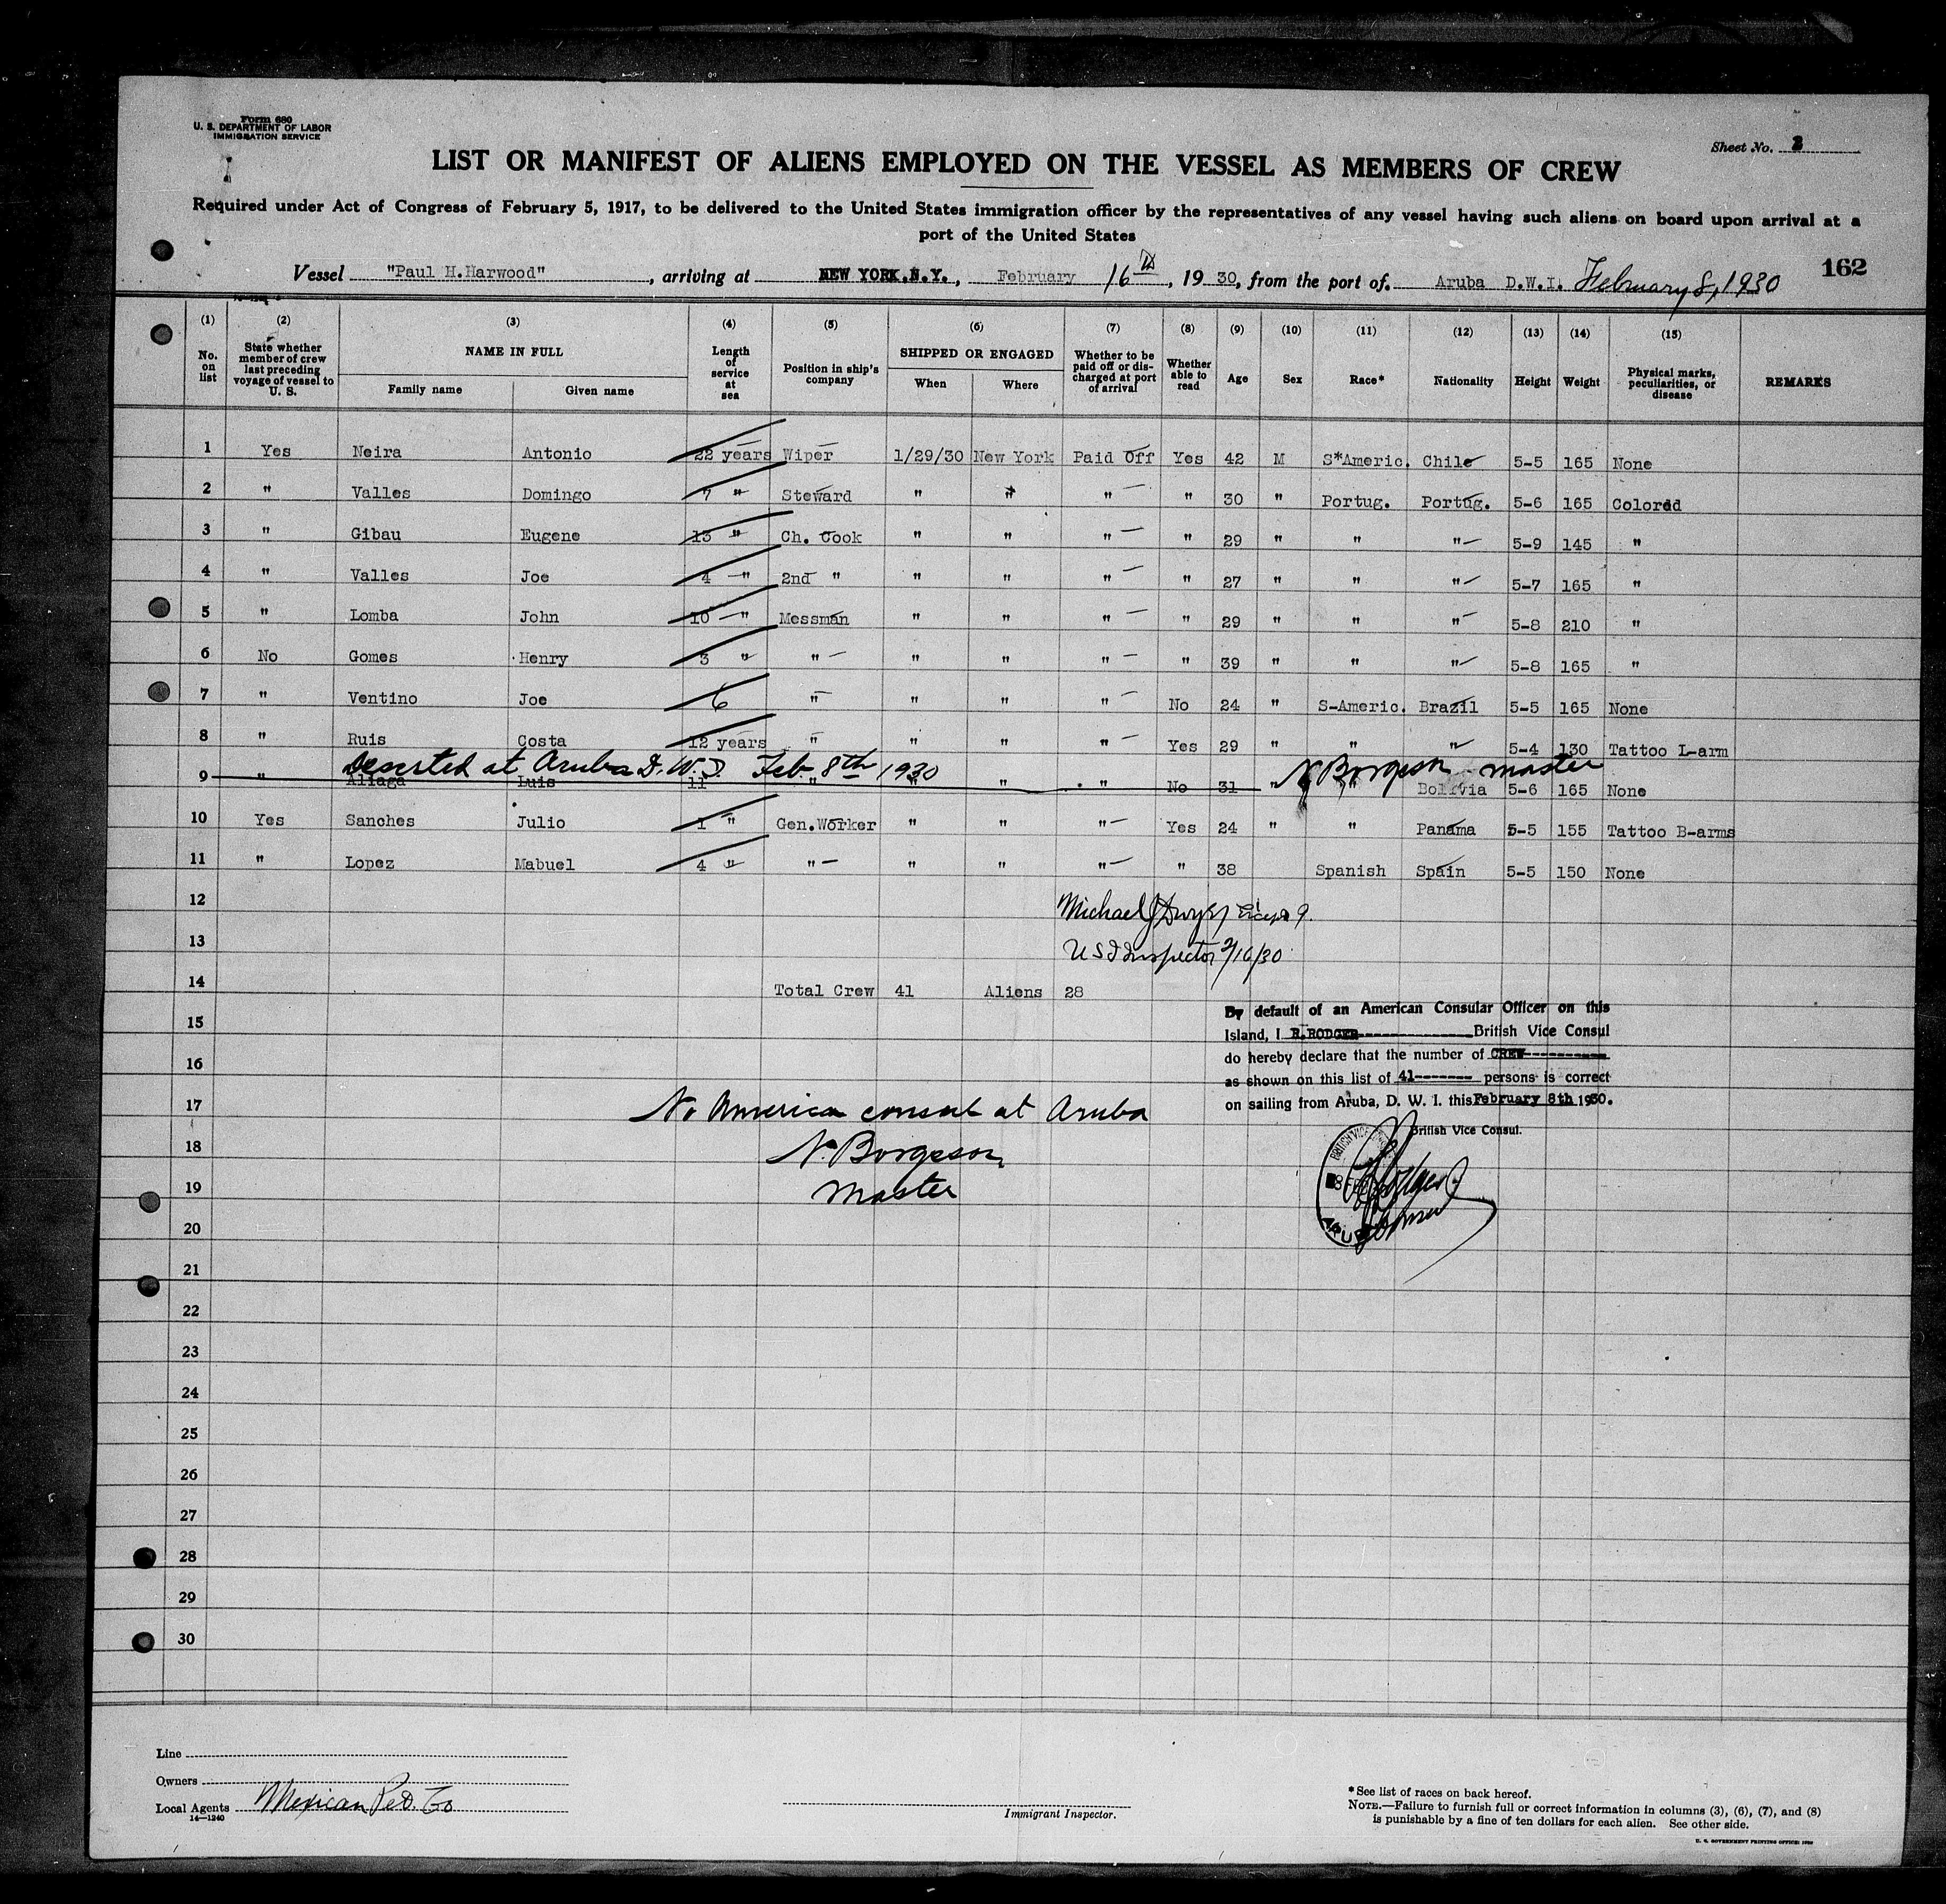 Form 680
U. S. DEPARTMENT OF LABOR
IMMIGRATION SERVICE
Sheet No.
LIST OR MANIFEST OF ALIENS EMPLOYED ON THE VESSEL AS MEMBERS OF CREW
Required under Act of Congress of February 5, 1917, to be delivered to the United States immigration officer by the representatives of any vessel having such aliens on board upon arrival at a
port of the United States
Vessel "Paul H.Harwood", arriving at NEW YORK.N.Y., February 16th, 1930, from the port of. Aruba D.W.I. February 8, 1930
162
(1) (2) (3) (4) (5) (6) (7) (8) (9) (10) (11) (12) (13) (14) (15)
No. on list State whether member of crew last preceding voyage of vessel to U. S. NAME IN FULL Family name Given name Length of service at sea Position in ship's company SHIPPED OR ENGAGED When Where Whether to be paid off or discharged at port of arrival Whether able to read Age Sex Race* Nationality Height Weight Physical marks, peculiarities, or disease REMARKS
1 Yes Neira Antonio 22 years Wiper 1/29/30 New York Paid Off Yes 42 M S*Americ. Chile 5-5 165 None
2 " Valles Domingo 7 " Steward " " " " 30 " Portug. Portug. 5-6 165 Colored
3 " Gibau Eugene 13 " Ch. Cook " " " " 29 " " " 5-9 145 "
4 " Valles Joe 4 " 2nd " " " " " 27 " " " 5-7 165 "
5 " Lomba John 10 " Messman " " " " 29 " " " 5-8 210 "
6 No Gomes Henry 3 " " " " " " 39 " " " 5-8 165 "
7 " Ventino Joe 6 " " " " No 24 " S-Americ. Brazil 5-5 165 None
8 " Ruis Costa 12 years " " " " Yes 29 " " " 5-4 130 Tattoo L-arm
Deserted at Aruba D.W.I. Feb. 8th 1930 N Borgeson master
9 " Aliaga Luis 11 " " " " " No 31 " " Bolivia 5-6 165 None
10 Yes Sanches Julio 1 " Gen.Worker " " " Yes 24 " " Panama 5-5 155 Tattoo B-arms
11 " Lopez Mabuel 4 " " " " " " 38 Spanish Spain 5-5 150 None
12 Michael J Dwyer Except 9.
13 U S I Inspector 2/16/30
14 Total Crew 41 Aliens 28
15
16
17
18
19
20
21
22
23
24
25
26
27
28
29
30
By default of an American Consular Officer on this
Island, I R.RODGER British Vice Consul
do hereby declare that the number of CREW
as shown on this list of 41 persons is correct
on sailing from Aruba, D. W. I. this February 8th 1930.
British Vice Consul.
No America consul at Aruba
N. Borgeson
Master
Line
Owners
Local Agents Mexican Pet. Co
14—1240
Immigrant Inspector.
*See list of races on back hereof.
NOTE.—Failure to furnish full or correct information in columns (3), (6), (7), and (8)
is punishable by a fine of ten dollars for each alien. See other side.